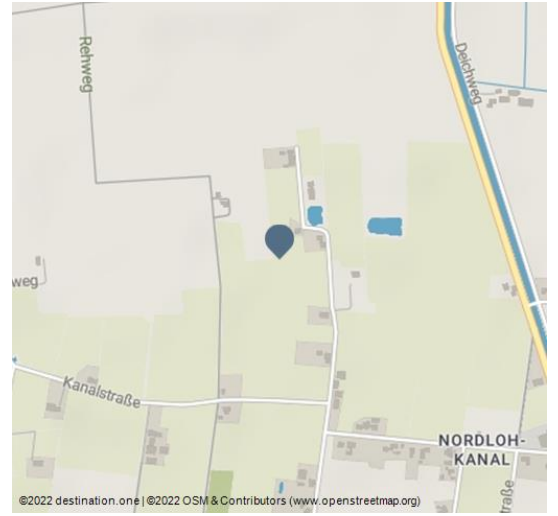 Rehweg
Deichweg
weg
Kanalstraße
NORDLOH-
KANAL
straße
©2022 destination.one | ©2022 OSM & Contributors (www.openstreetmap.org)